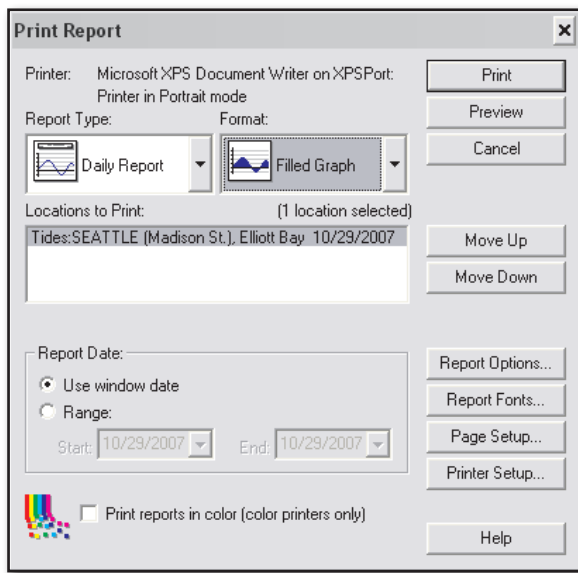 Print Report
Printer: Microsoft XPS Document Writer on XPSPort:
Printer in Portrait mode
Report Type: Format:
Daily Report Filled Graph
Locations to Print: (1 location selected)
Tides:SEATTLE (Madison St.), Elliott Bay 10/29/2007
Report Date:
Use window date
Range:
Start: 10/29/2007 End: 10/29/2007
Print reports in color (color printers only)
Print
Preview
Cancel
Move Up
Move Down
Report Options...
Report Fonts...
Page Setup...
Printer Setup...
Help